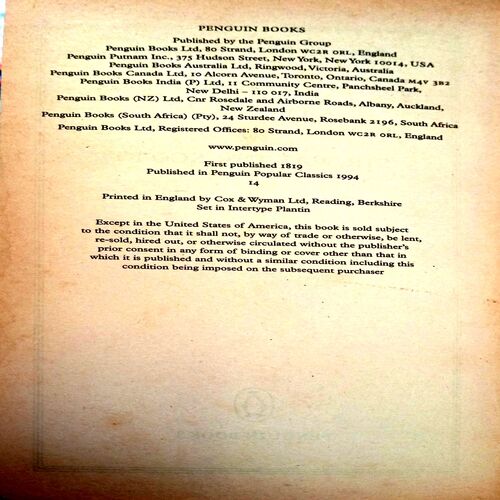 PENGUIN BOOKS
Published by the Penguin Group
Penguin Books Ltd, 80 Strand, London WC2R 0RL, England
Penguin Putnam Inc., 375 Hudson Street, New York, New York 10014, USA
Penguin Books Australia Ltd, Ringwood, Victoria, Australia
Penguin Books Canada Ltd, 10 Alcorn Avenue, Toronto, Ontario, Canada M4V 3B2
Penguin Books India (P) Ltd, 11 Community Centre, Panchsheel Park,
New Delhi – 110 017, India
Penguin Books (NZ) Ltd, Cnr Rosedale and Airborne Roads, Albany, Auckland,
New Zealand
Penguin Books (South Africa) (Pty), 24 Sturdee Avenue, Rosebank 2196, South Africa
Penguin Books Ltd, Registered Offices: 80 Strand, London WC2R 0RL, England
www.penguin.com
First published 1819
Published in Penguin Popular Classics 1994
14
Printed in England by Cox & Wyman Ltd, Reading, Berkshire
Set in Intertype Plantin
Except in the United States of America, this book is sold subject
to the condition that it shall not, by way of trade or otherwise, be lent,
re-sold, hired out, or otherwise circulated without the publisher's
prior consent in any form of binding or cover other than that in
which it is published and without a similar condition including this
condition being imposed on the subsequent purchaser